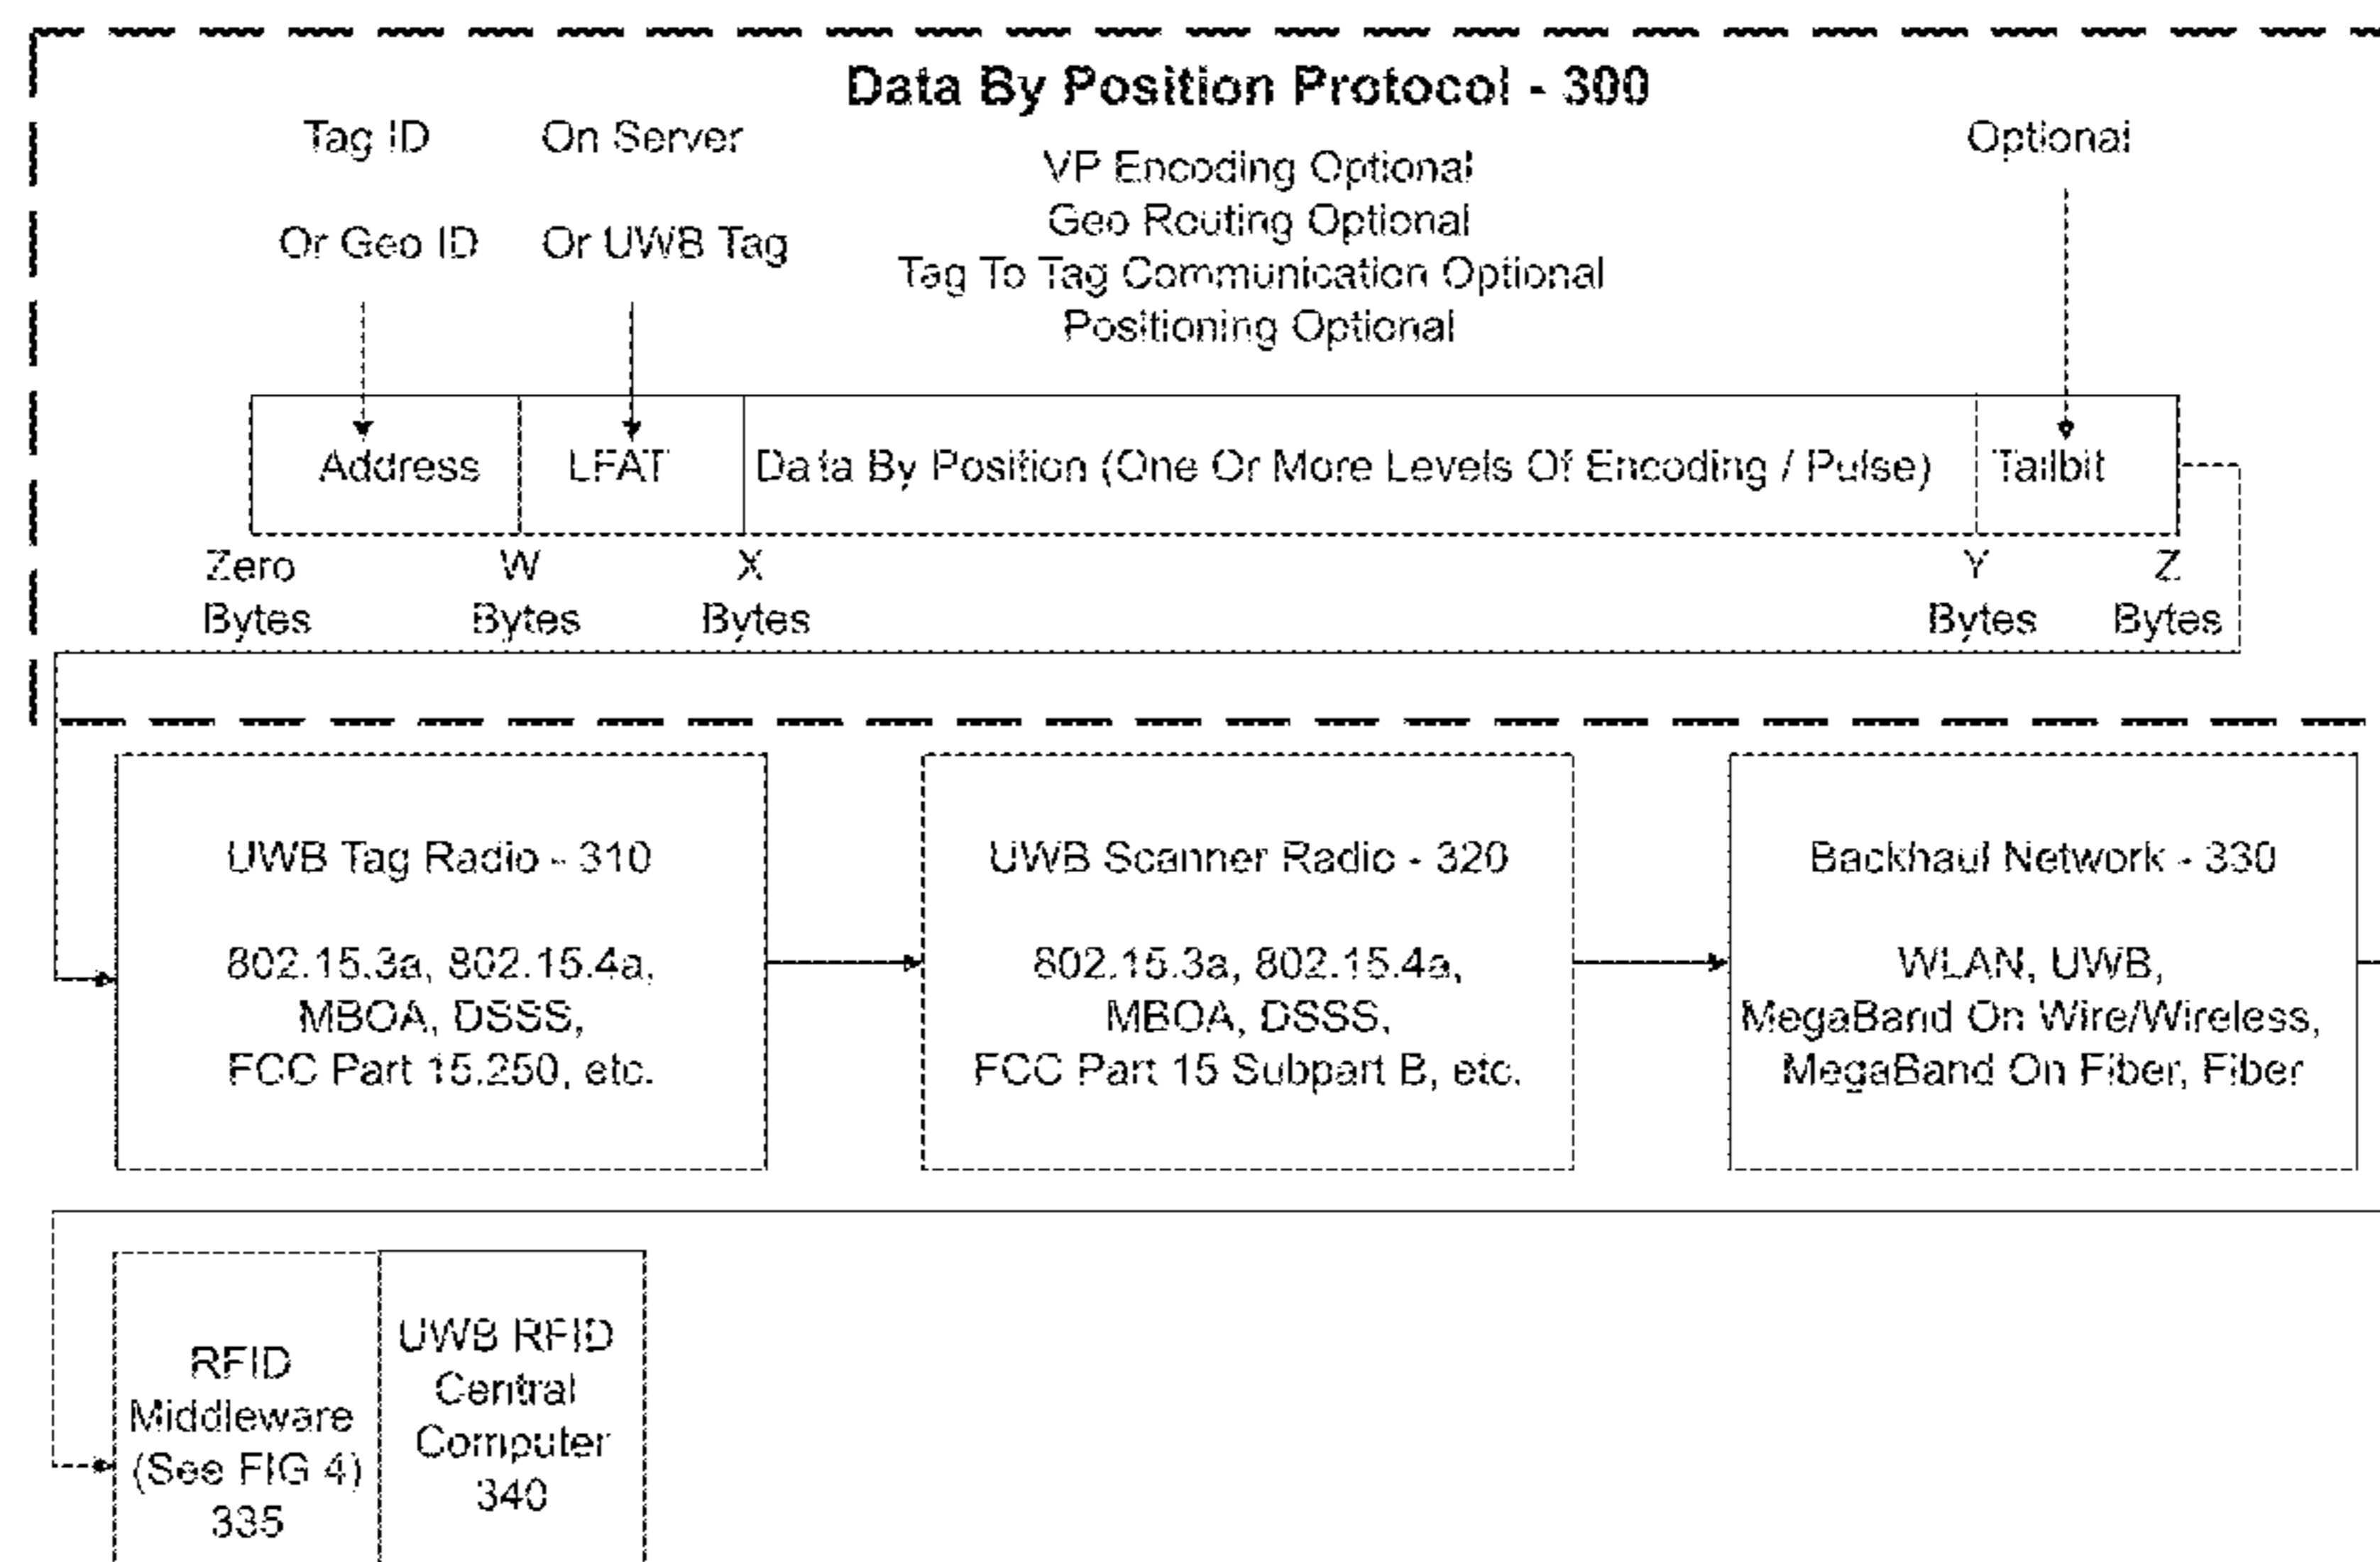 Data By Position Protocol - 300
Tag ID
Or Geo ID
On Server
Or UWB Tag
VP Encoding Optional
Geo Routing Optional
Tag To Tag Communication Optional
Positioning Optional
Optional
Address
LFAT
Data By Position (One Or More Levels Of Encoding / Pulse)
Tailbit
Zero
Bytes
W
Bytes
X
Bytes
Y
Bytes
Z
Bytes
UWB Tag Radio - 310
802.15.3a, 802.15.4a,
MBOA, DSSS,
FCC Part 15.250, etc.
UWB Scanner Radio - 320
802.15.3a, 802.15.4a,
MBOA, DSSS,
FCC Part 15 Subpart B, etc.
Backhaul Network - 330
WLAN, UWB,
MegaBand On Wire/Wireless,
MegaBand On Fiber, Fiber
RFID
Middleware
(See FIG 4)
335
UWB RFID
Central
Computer
340